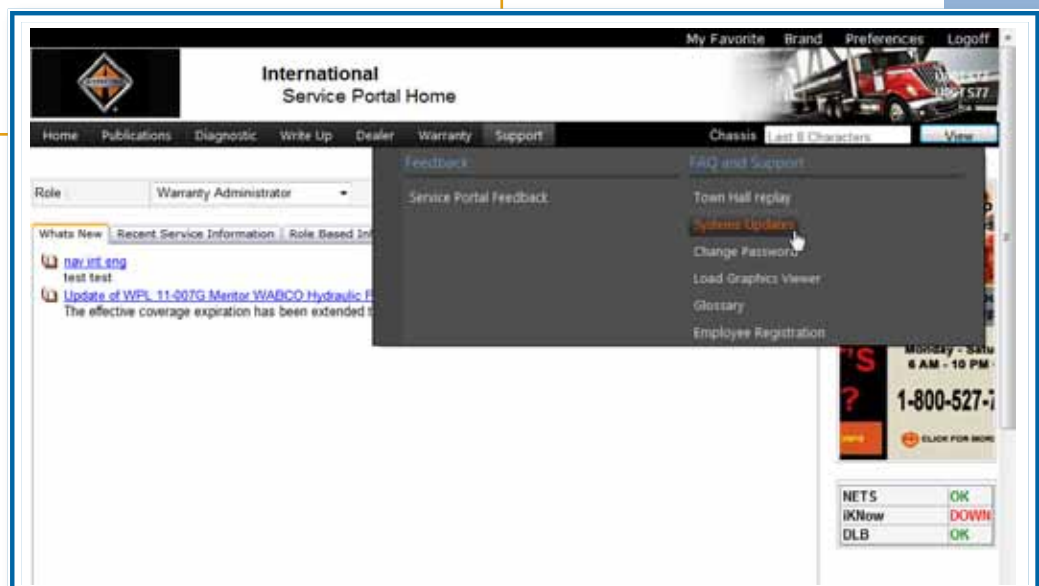 My Favorite Brand Preferences Logoff
International
Service Portal Home
Home Publications Diagnostic Write Up Dealer Warranty Support Chassis Last 8 Characters View
Feedback FAQ and Support
Role : Warranty Administrator
Service Portal Feedback Town Hall replay
Whats New Recent Service Information Role Based In
Systems Updates
nav int eng
test test
Change Password
Update of WPL 11-007G Meritor WABCO Hydraulic
The effective coverage expiration has been extended
Load Graphics Viewer
Glossary
Employee Registration
Monday - Satu
6 AM - 10 PM
'S
?
1-800-527-
CLICK FOR MORE
NETS OK
iKNow DOWN
DLB OK